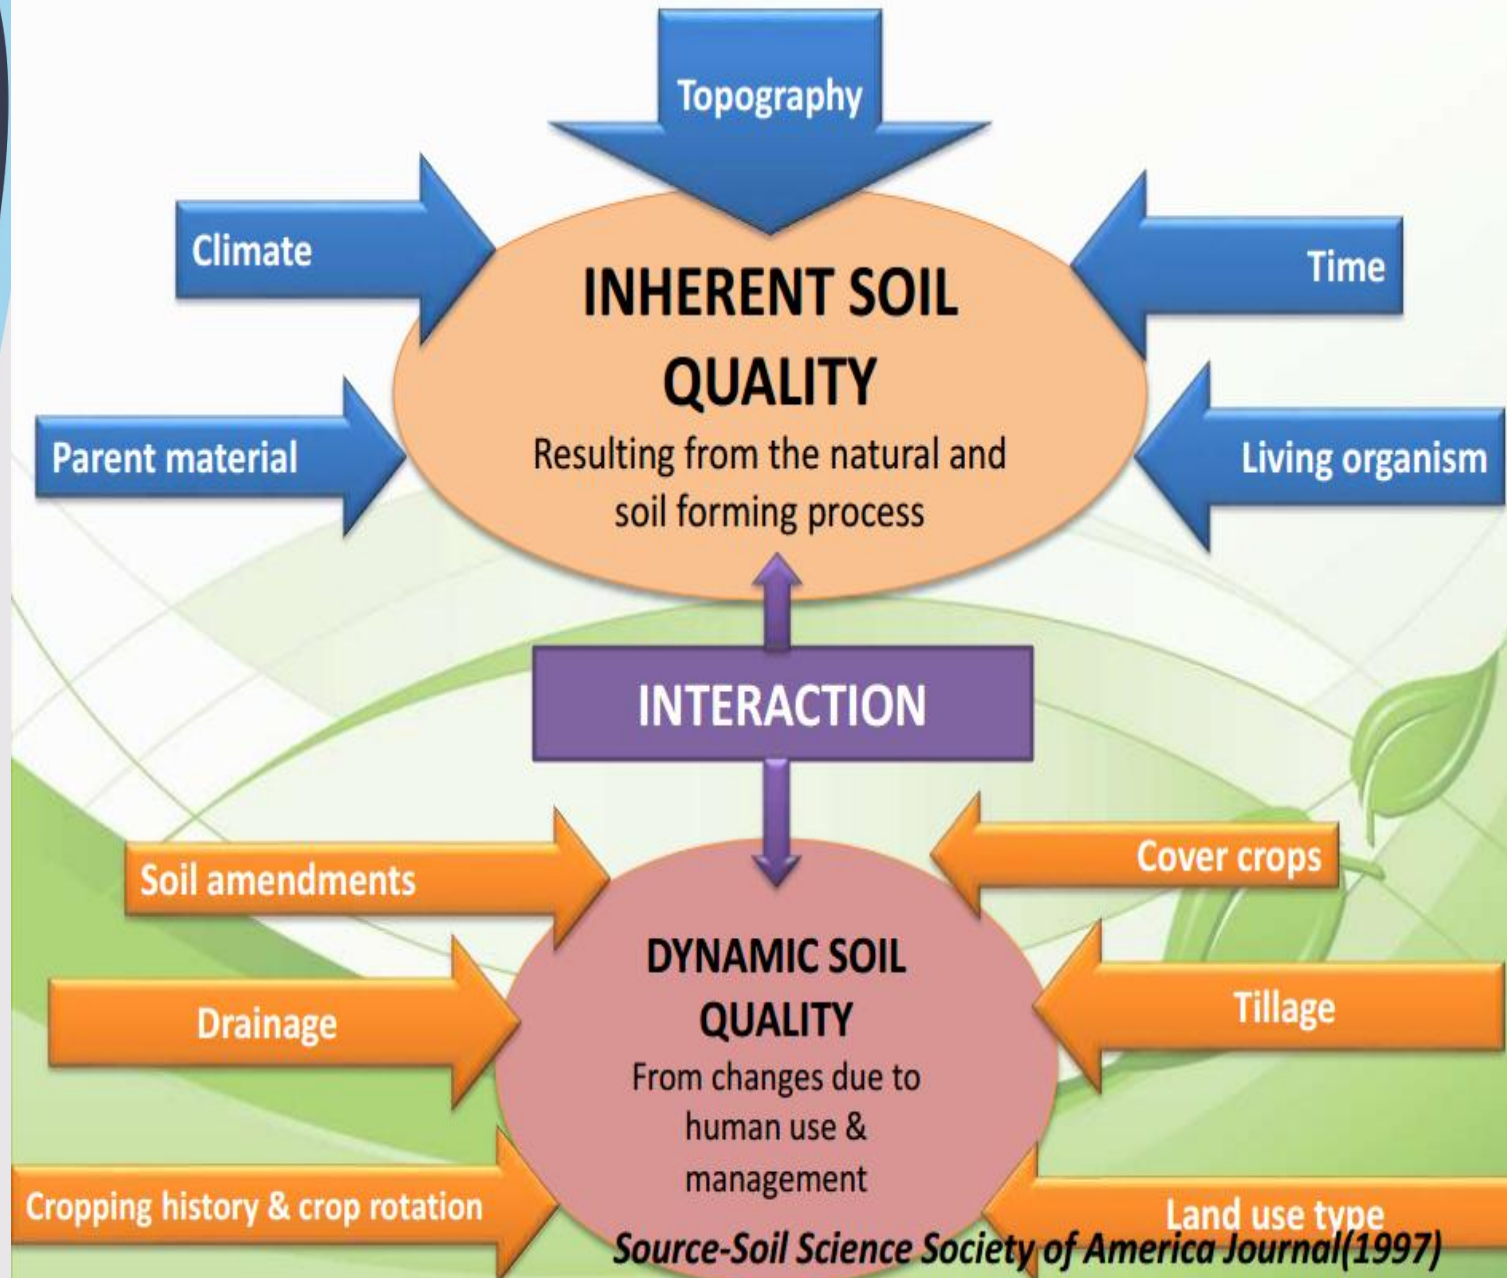 Topography
Climate
Time
INHERENT SOIL
QUALITY
Resulting from the natural and
soil forming process
Parent material
Living organism
INTERACTION
Soil amendments
Cover crops
Drainage
Tillage
DYNAMIC SOIL
QUALITY
From changes due to
human use &
management
Cropping history & crop rotation
Land use type
Source-Soil Science Society of America Journal(1997)